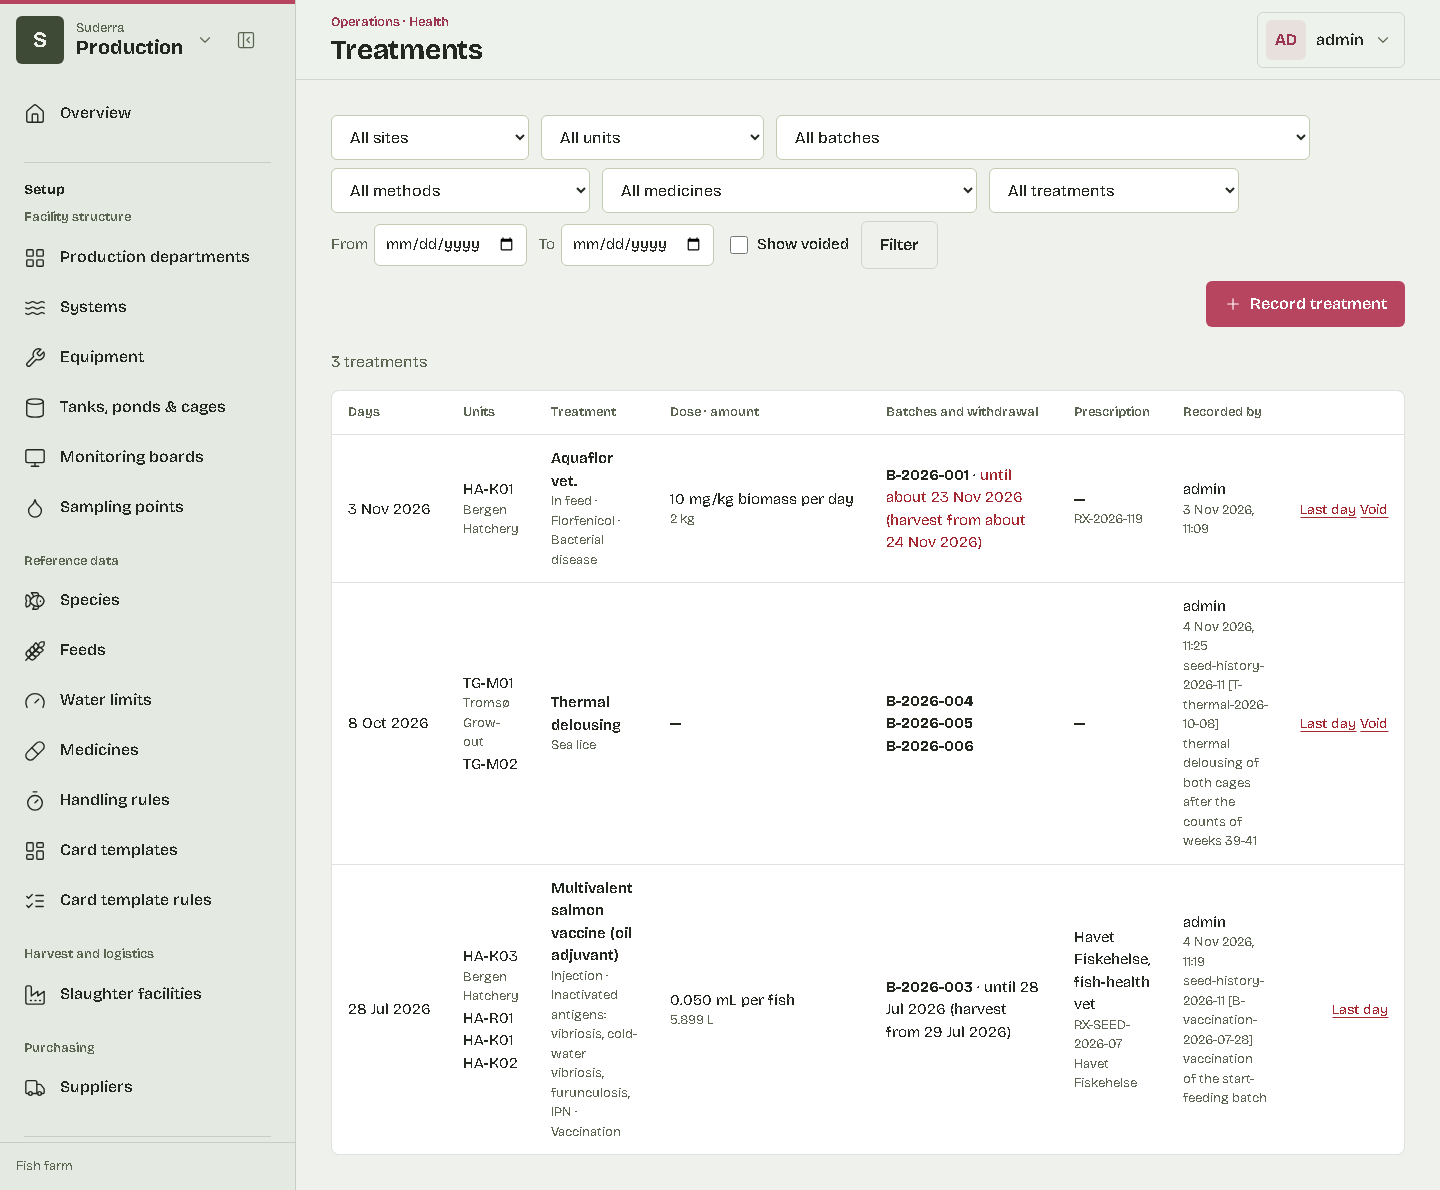 S
Suderra
Production
Overview
Setup
Facility structure
Production departments
Systems
Equipment
Tanks, ponds & cages
Monitoring boards
Sampling points
Reference data
Species
Feeds
Water limits
Medicines
Handling rules
Card templates
Card template rules
Harvest and logistics
Slaughter facilities
Purchasing
Suppliers
Fish farm
Operations · Health
Treatments
AD admin
All sites
All units
All batches
All methods
All medicines
All treatments
From mm/dd/yyyy To mm/dd/yyyy Show voided Filter
+ Record treatment
3 treatments
Days Units Treatment Dose · amount Batches and withdrawal Prescription Recorded by
3 Nov 2026
HA-K01
Bergen
Hatchery
Aquaflor
vet.
In feed ·
Florfenicol ·
Bacterial
disease
10 mg/kg biomass per day
2 kg
B-2026-001 · until
about 23 Nov 2026
(harvest from about
24 Nov 2026)
—
RX-2026-119
admin
3 Nov 2026,
11:09
Last day Void
8 Oct 2026
TG-M01
Tromsø
Grow-
out
TG-M02
Thermal
delousing
Sea lice
—
B-2026-004
B-2026-005
B-2026-006
—
admin
4 Nov 2026,
11:25
seed-history-
2026-11 [T-
thermal-2026-
10-08]
thermal
delousing of
both cages
after the
counts of
weeks 39-41
Last day Void
28 Jul 2026
HA-K03
Bergen
Hatchery
HA-R01
HA-K01
HA-K02
Multivalent
salmon
vaccine (oil
adjuvant)
Injection ·
Inactivated
antigens:
vibriosis, cold-
water
vibriosis,
furunculosis,
IPN ·
Vaccination
0.050 mL per fish
5.899 L
B-2026-003 · until 28
Jul 2026 (harvest
from 29 Jul 2026)
Havet
Fiskehelse,
fish-health
vet
RX-SEED-
2026-07
Havet
Fiskehelse
admin
4 Nov 2026,
11:19
seed-history-
2026-11 [B-
vaccination-
2026-07-28]
vaccination
of the start-
feeding batch
Last day